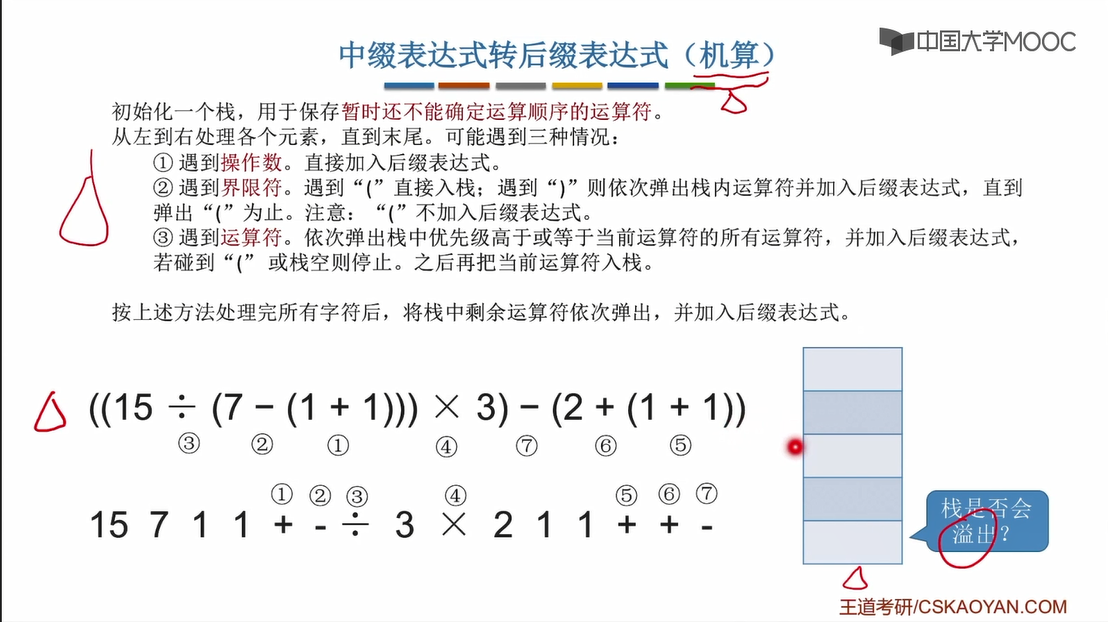 中国大学MOOC
中缀表达式转后缀表达式（机算）
初始化一个栈，用于保存暂时还不能确定运算顺序的运算符。
从左到右处理各个元素，直到末尾。可能遇到三种情况：
① 遇到操作数。直接加入后缀表达式。
② 遇到界限符。遇到“(”直接入栈；遇到“)”则依次弹出栈内运算符并加入后缀表达式，直到
弹出“(”为止。注意：“(”不加入后缀表达式。
③ 遇到运算符。依次弹出栈中优先级高于或等于当前运算符的所有运算符，并加入后缀表达式，
若碰到“(” 或栈空则停止。之后再把当前运算符入栈。
按上述方法处理完所有字符后，将栈中剩余运算符依次弹出，并加入后缀表达式。
((15 ÷ (7 − (1 + 1))) × 3) − (2 + (1 + 1))
③ ② ① ④ ⑦ ⑥ ⑤
① ② ③ ④ ⑤ ⑥ ⑦
15 7 1 1 + - ÷ 3 × 2 1 1 + + -
栈是否会
溢出？
王道考研/CSKAOYAN.COM